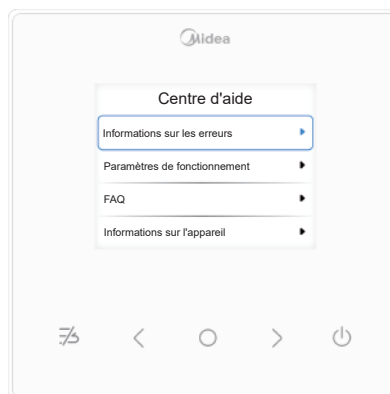 Midea
Centre d'aide
Informations sur les erreurs
Paramètres de fonctionnement
FAQ
Informations sur l'appareil